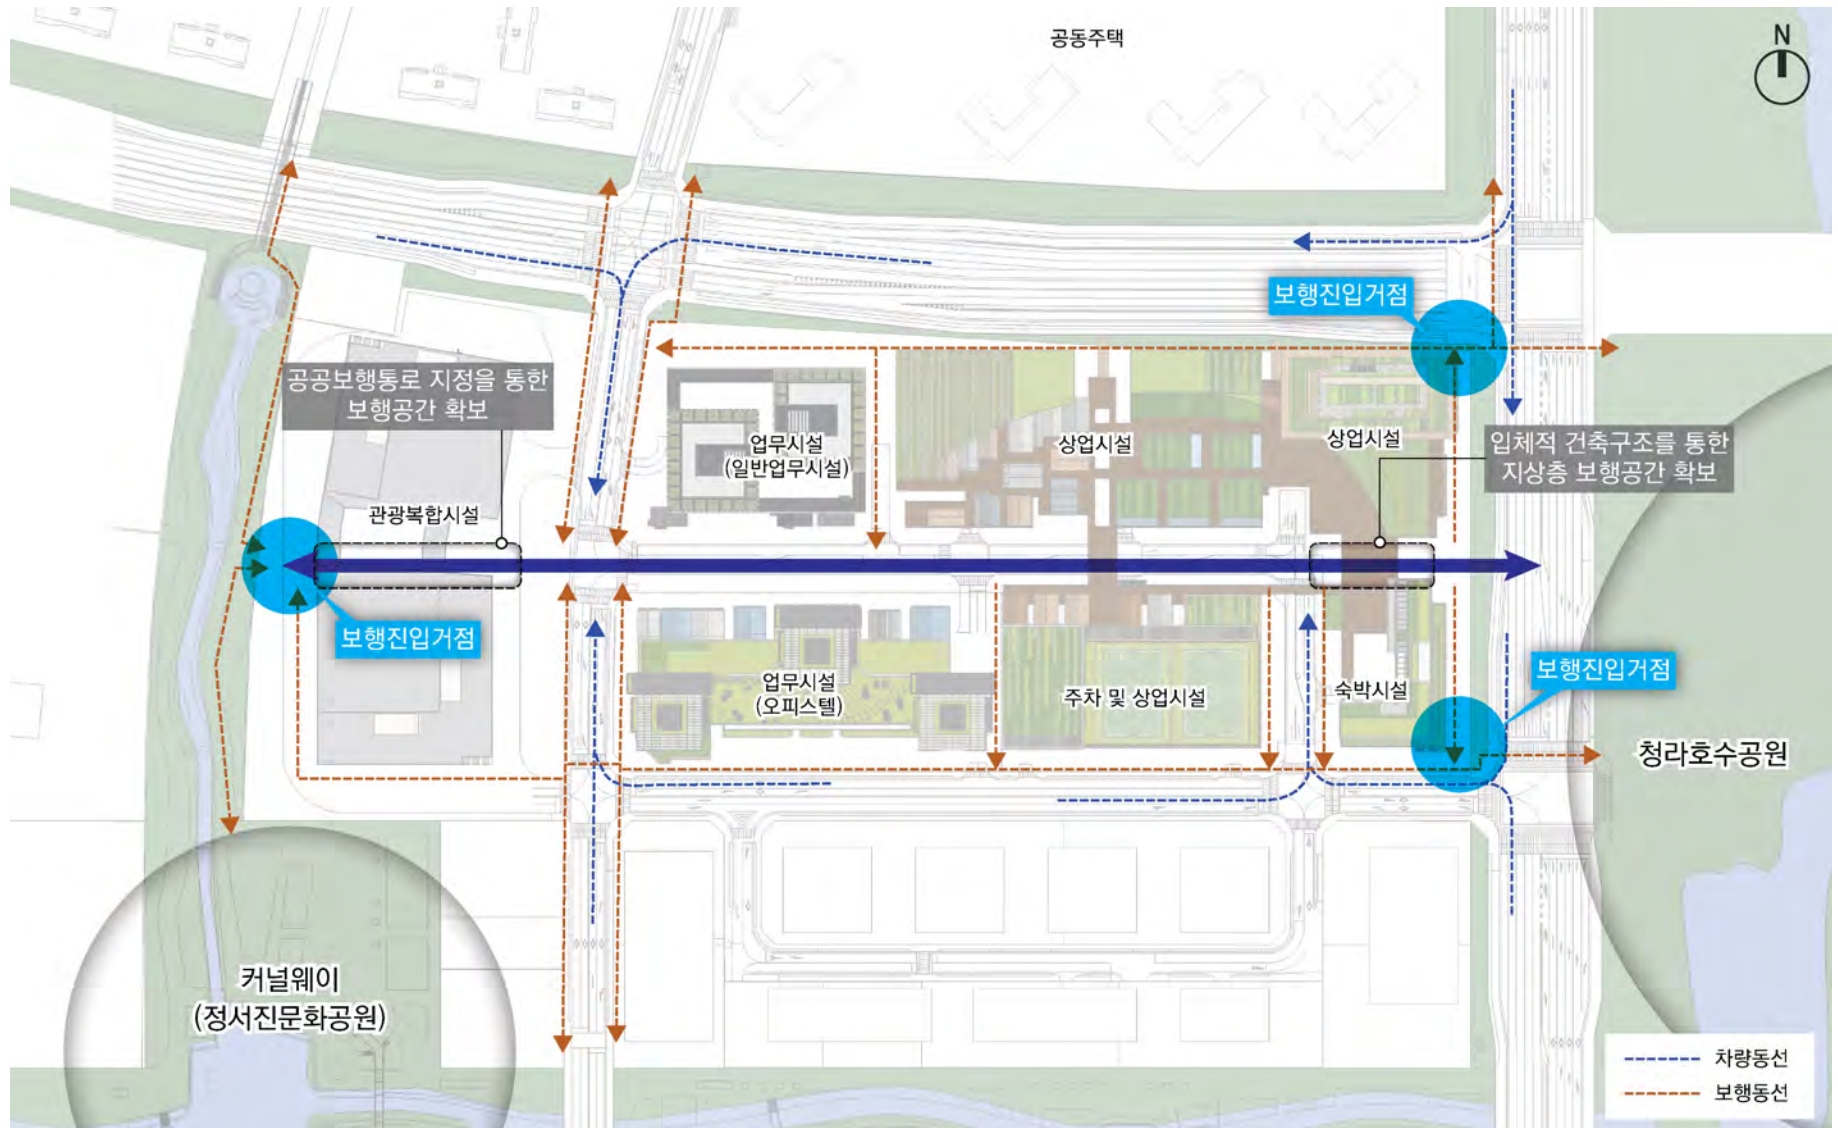 공동주택
N
보행진입거점
공공보행통로 지정을 통한
보행공간 확보
업무시설
(일반업무시설)
상업시설
상업시설
입체적 건축구조를 통한
지상층 보행공간 확보
관광복합시설
보행진입거점
업무시설
(오피스텔)
주차 및 상업시설
숙박시설
보행진입거점
청라호수공원
커널웨이
(정서진문화공원)
차량동선
보행동선